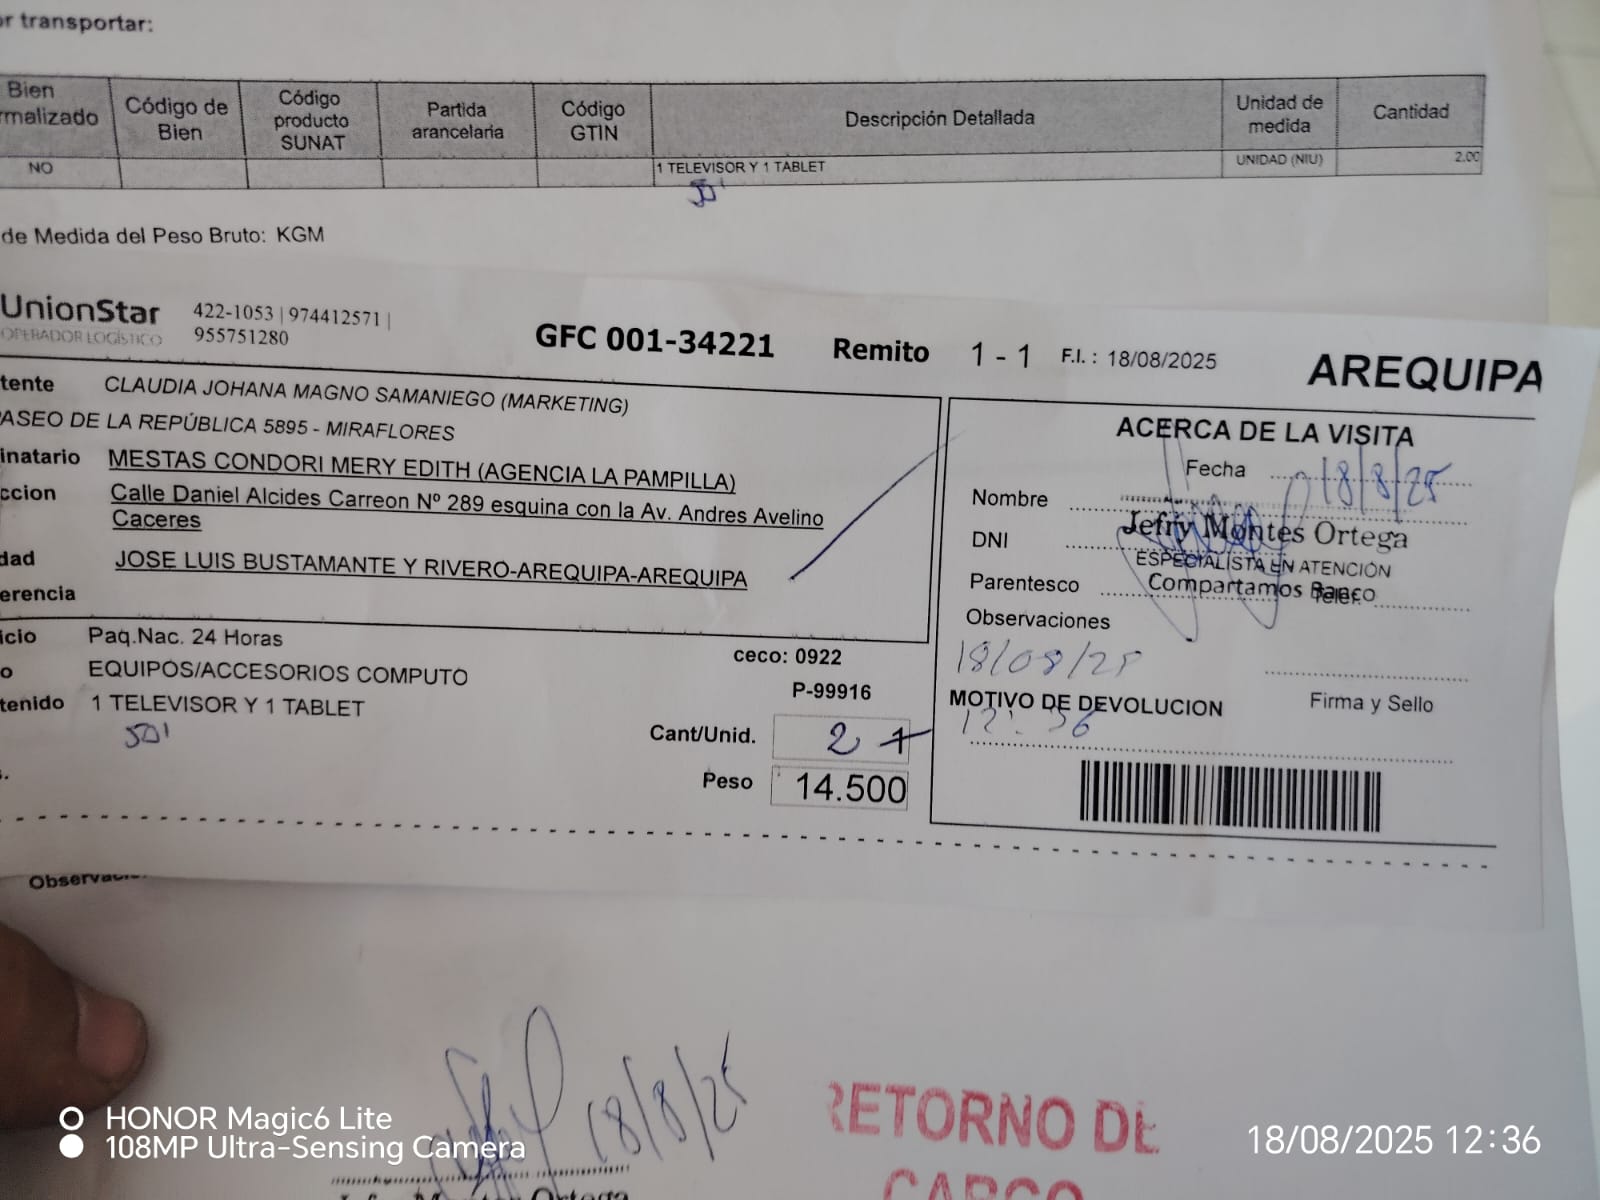 or transportar:
Bien
rmalizado
Código de
Bien
Código
producto
SUNAT
Partida
arancelaria
Código
GTIN
Descripción Detallada
Unidad de
medida
Cantidad
NO
1 TELEVISOR Y 1 TABLET
UNIDAD (NIU)
2.00
de Medida del Peso Bruto: KGM
UnionStar
OPERADOR LOGÍSTICO
422-1053 | 974412571 |
955751280
GFC 001-34221
Remito 1 - 1
F.I. : 18/08/2025
AREQUIPA
tente CLAUDIA JOHANA MAGNO SAMANIEGO (MARKETING)
ASEO DE LA REPÚBLICA 5895 - MIRAFLORES
inatario MESTAS CONDORI MERY EDITH (AGENCIA LA PAMPILLA)
ccion Calle Daniel Alcides Carreon Nº 289 esquina con la Av. Andres Avelino
Caceres
dad JOSE LUIS BUSTAMANTE Y RIVERO-AREQUIPA-AREQUIPA
erencia
icio Paq.Nac. 24 Horas
o EQUIPOS/ACCESORIOS COMPUTO
tenido 1 TELEVISOR Y 1 TABLET
ceco: 0922
P-99916
Cant/Unid. 2 1
Peso 14.500
ACERCA DE LA VISITA
Fecha 18/8/25
Nombre
Jefry Montes Ortega
DNI
ESPECIALISTA EN ATENCIÓN
Parentesco
Compartamos Banco
Telef.
Observaciones
18/08/25
Firma y Sello
MOTIVO DE DEVOLUCION
12:36
18/8/25
RETORNO DE
CARGO
HONOR Magic6 Lite
108MP Ultra-Sensing Camera
18/08/2025 12:36